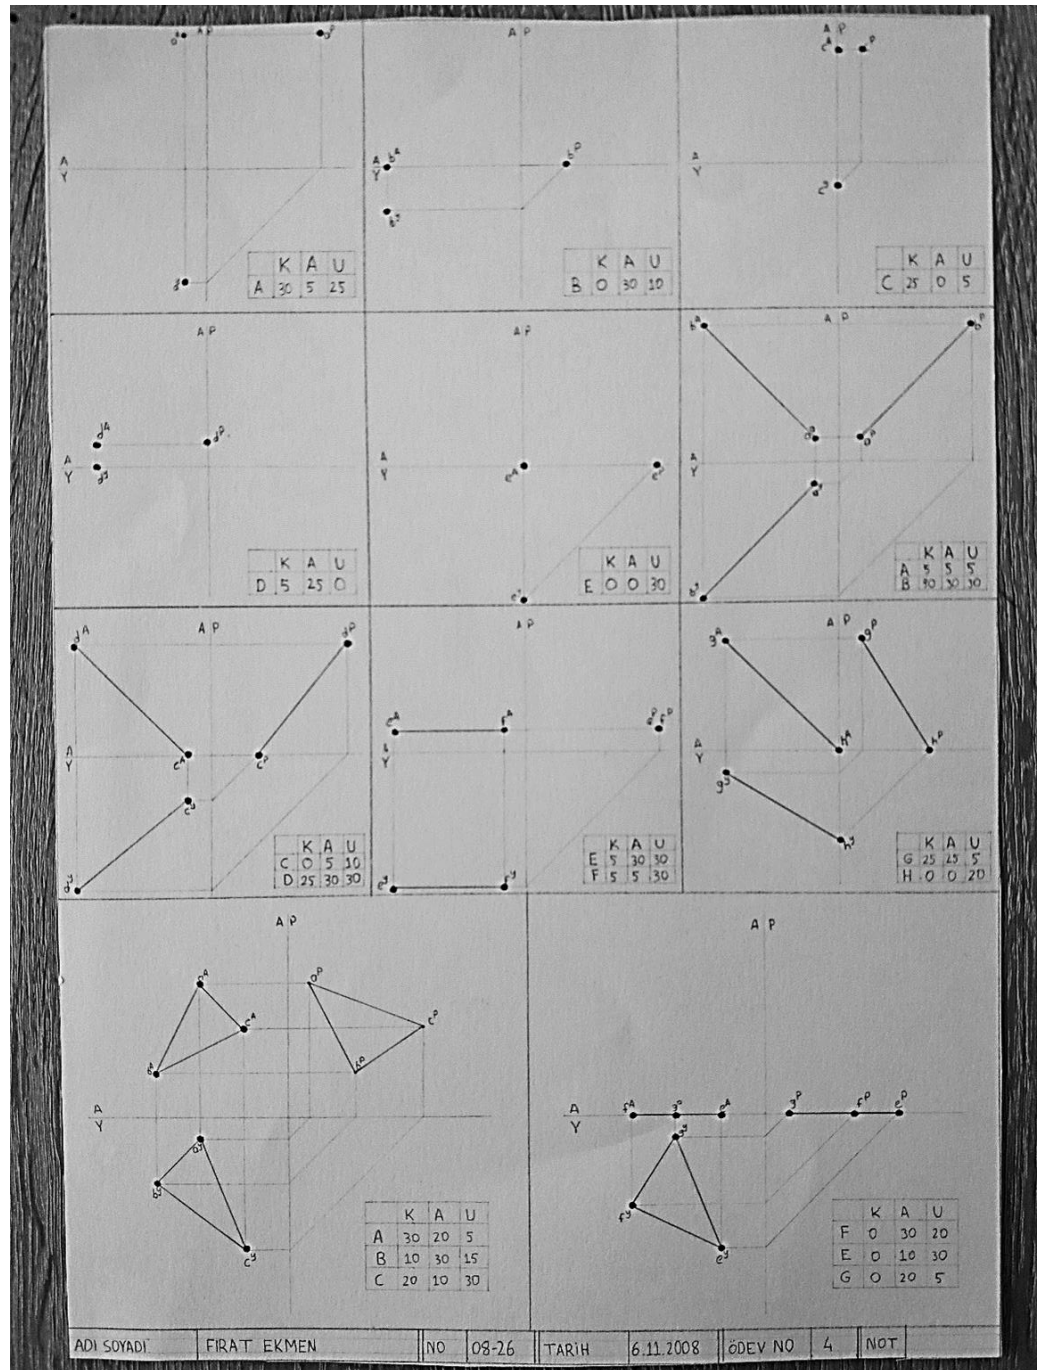 a^A A P a^P
A
Y
a^y
K A U
A 30 5 25
A P
A
Y
b^A b^P
b^y
K A U
B 0 30 10
A P
c^A c^P
A
Y
c^y
K A U
C 25 0 5
A P
d^A d^P
A
Y
d^y
K A U
D 5 25 0
A P
A
Y
e^A e^P
e^y
K A U
E 0 0 30
A P
b^A b^P
a^A a^P
A
Y
a^y
b^y
K A U
A 5 5 5
B 30 30 30
A P
d^A d^P
A
Y
c^A c^P
c^y
d^y
K A U
C 0 5 10
D 25 30 30
A P
e^A f^A e^P f^P
A
Y
e^y f^y
K A U
E 5 30 30
F 5 5 30
A P
g^A g^P
A
Y
h^A h^P
g^y
h^y
K A U
G 25 25 5
H 0 0 20
A P
a^A a^P
c^A c^P
b^A b^P
A
Y
a^y
b^y
c^y
K A U
A 30 20 5
B 10 30 15
C 20 10 30
A P
A
Y
f^A g^A e^A g^P f^P e^P
g^y
f^y
e^y
K A U
F 0 30 20
E 0 10 30
G 0 20 5
ADI SOYADI FIRAT EKMEN NO 08-26 TARİH 6.11.2008 ÖDEV NO 4 NOT